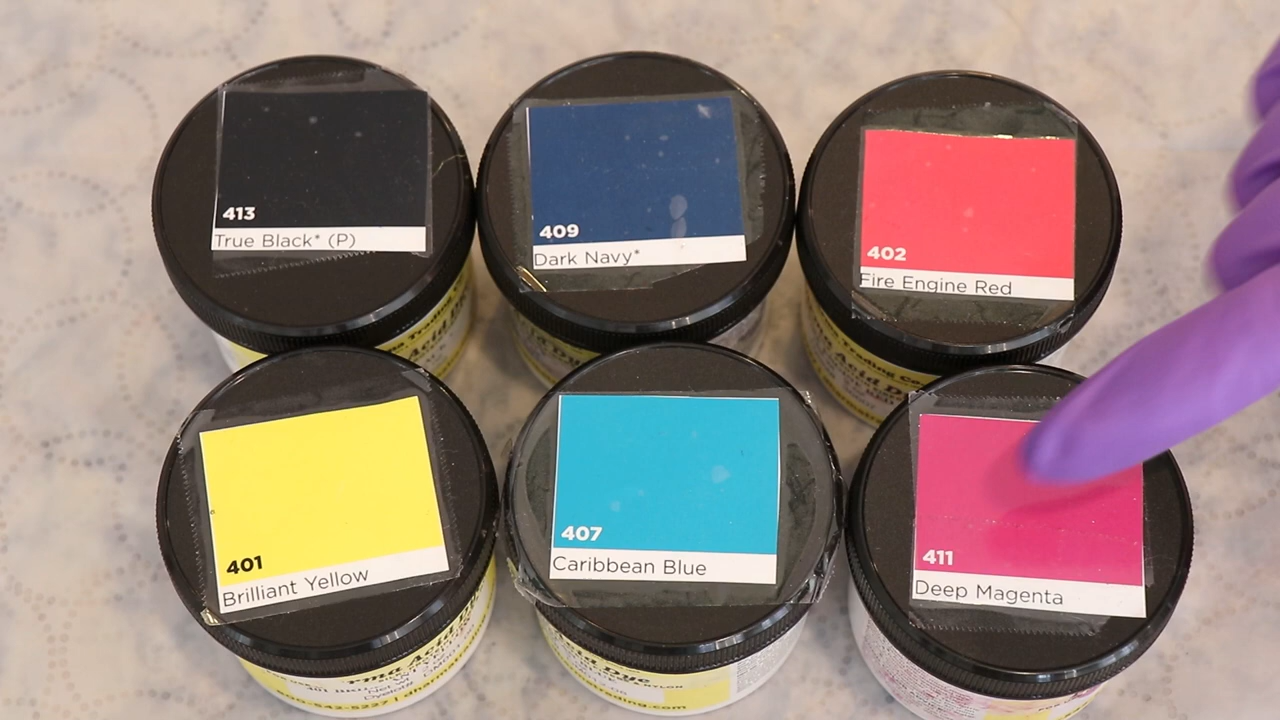 413
True Black* (P)
409
Dark Navy*
402
Fire Engine Red
401
Brilliant Yellow
407
Caribbean Blue
411
Deep Magenta